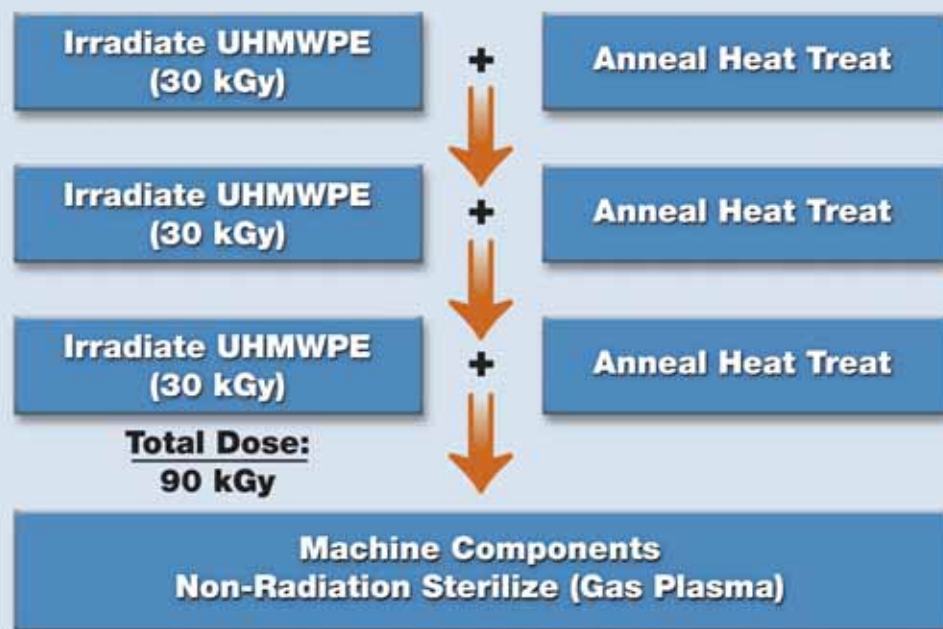 Irradiate UHMWPE
(30 kGy)
+
Anneal Heat Treat
Irradiate UHMWPE
(30 kGy)
+
Anneal Heat Treat
Irradiate UHMWPE
(30 kGy)
+
Anneal Heat Treat
Total Dose:
90 kGy
Machine Components
Non-Radiation Sterilize (Gas Plasma)